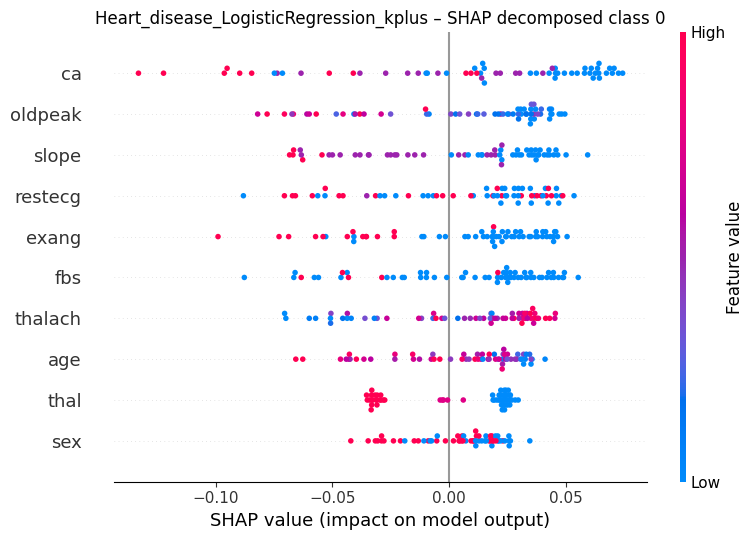 Heart_disease_LogisticRegression_kplus – SHAP decomposed class 0
High
ca
oldpeak
slope
restecg
exang
fbs
thalach
age
thal
sex
Feature value
Low
−0.10
−0.05
0.00
0.05
SHAP value (impact on model output)